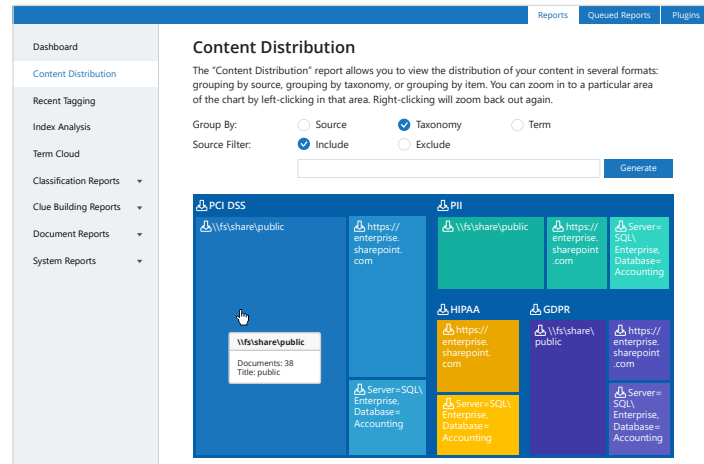 Reports
Queued Reports
Plugins
Dashboard
Content Distribution
Recent Tagging
Index Analysis
Term Cloud
Classification Reports
Clue Building Reports
Document Reports
System Reports
Content Distribution
The “Content Distribution” report allows you to view the distribution of your content in several formats:
grouping by source, grouping by taxonomy, or grouping by item. You can zoom in to a particular area
of the chart by left-clicking in that area. Right-clicking will zoom back out again.
Group By:
Source
Taxonomy
Term
Source Filter:
Include
Exclude
Generate
PCI DSS
\\fs\share\public
https://
enterprise.
sharepoint.
com
\\fs\share\public
Documents: 38
Title: public
Server=SQL\
Enterprise,
Database=
Accounting
PII
\\fs\share\public
https://
enterprise.
sharepoint
.com
Server=
SQL\
Enterprise,
Database=
Accounting
HIPAA
https://
enterprise.
sharepoint.
com
Server=SQL\
Enterprise,
Database=
Accounting
GDPR
\\fs\share\
public
https://
enterprise.
sharepoint
.com
Server=
SQL\
Enterprise,
Database=
Accounting